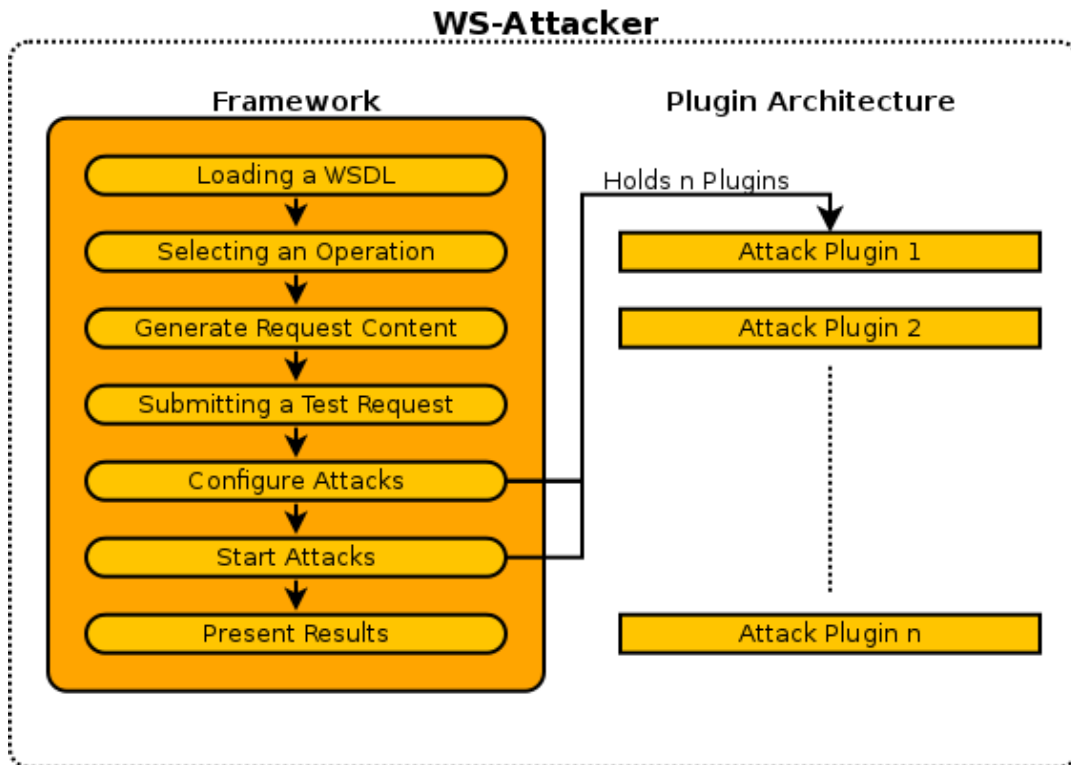 WS-Attacker
Framework
Loading a WSDL
Selecting an Operation
Generate Request Content
Submitting a Test Request
Configure Attacks
Start Attacks
Present Results
Plugin Architecture
Holds n Plugins
Attack Plugin 1
Attack Plugin 2
Attack Plugin n